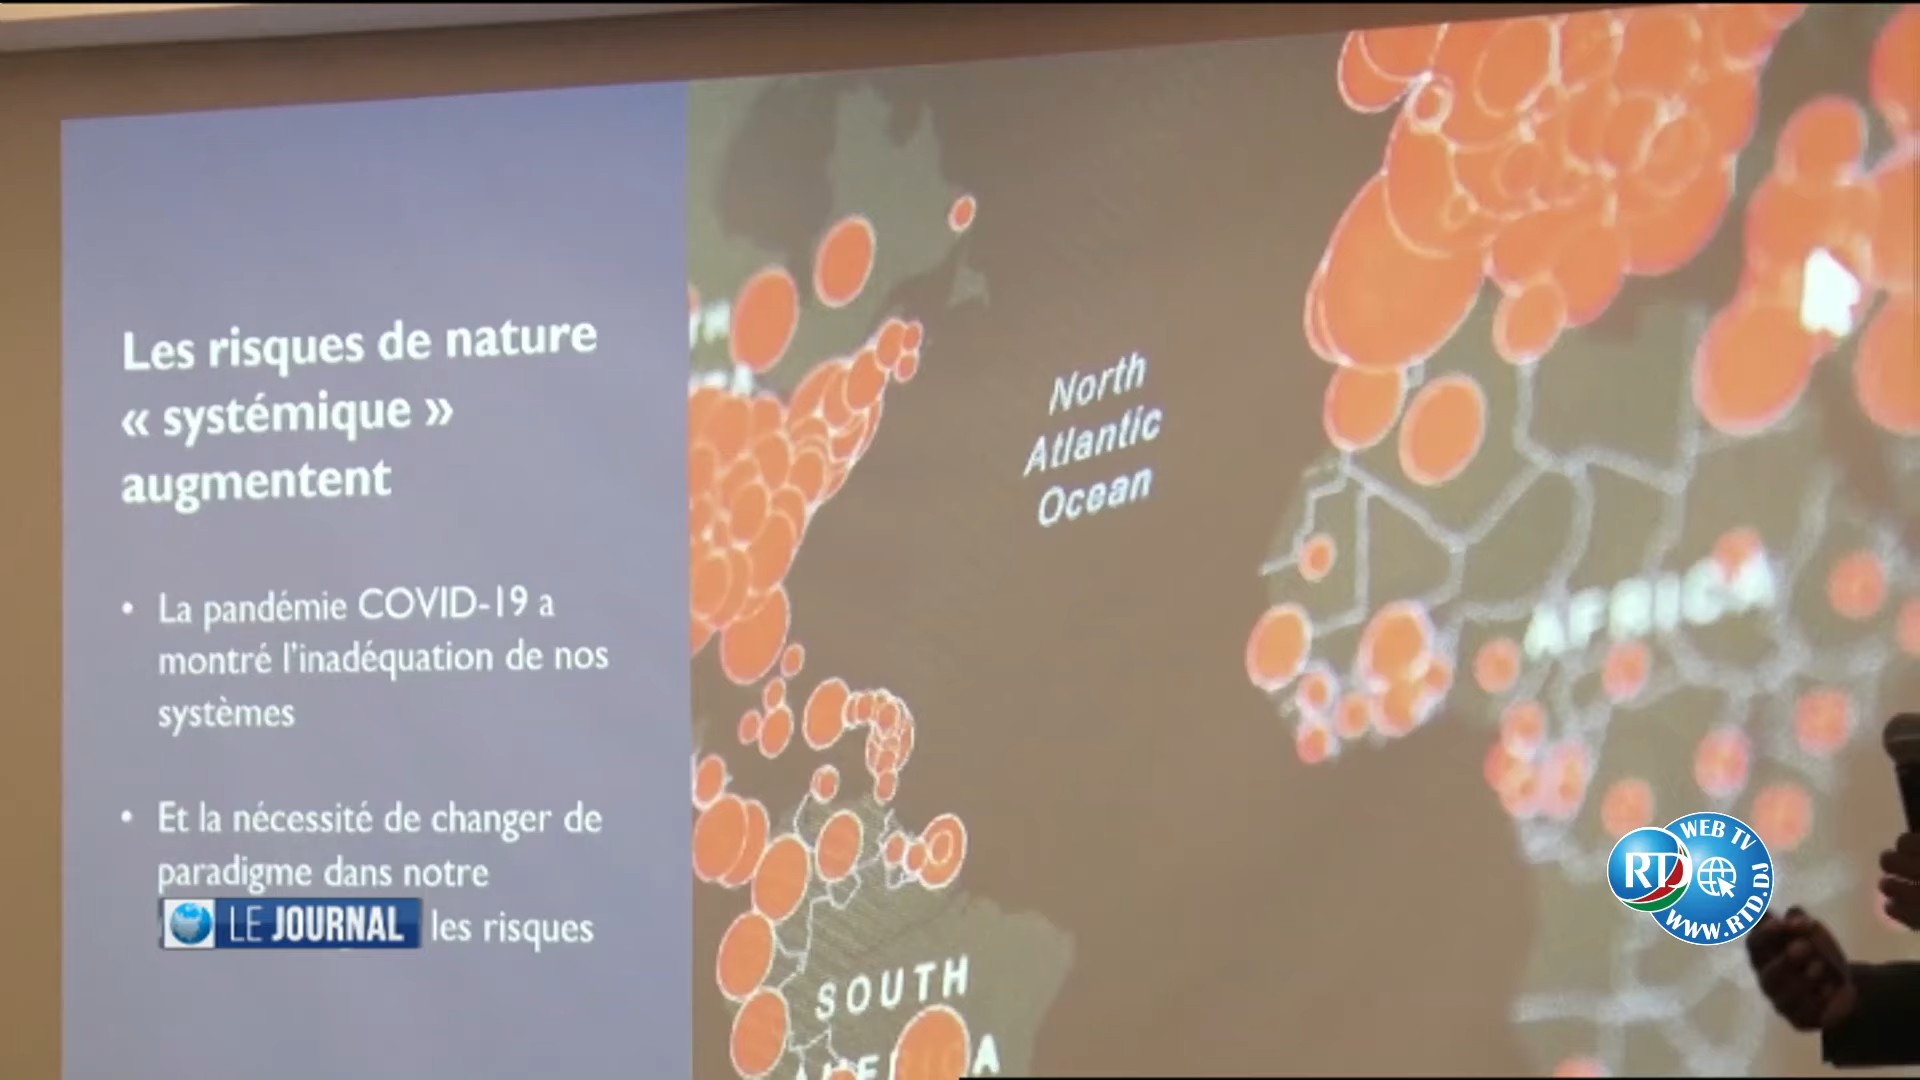 Les risques de nature
« systémique »
augmentent
• La pandémie COVID-19 a
montré l'inadéquation de nos
systèmes
• Et la nécessité de changer de
paradigme dans notre
LE JOURNAL les risques
North
Atlantic
Ocean
AFRICA
SOUTH
WEB TV
RTD
WWW.RTD.DJ